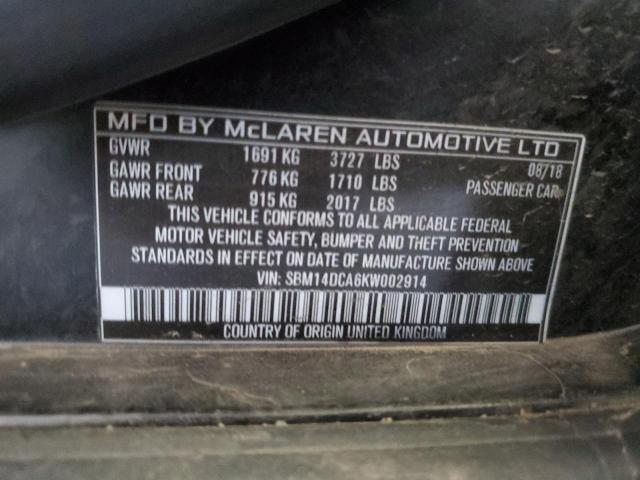 MFD BY McLAREN AUTOMOTIVE LTD
GVWR 1691 KG 3727 LBS 08/18
GAWR FRONT 776 KG 1710 LBS PASSENGER CAR
GAWR REAR 915 KG 2017 LBS
THIS VEHICLE CONFORMS TO ALL APPLICABLE FEDERAL
MOTOR VEHICLE SAFETY, BUMPER AND THEFT PREVENTION
STANDARDS IN EFFECT ON DATE OF MANUFACTURE SHOWN ABOVE
VIN: SBM14DCA6KW002914
COUNTRY OF ORIGIN UNITED KINGDOM